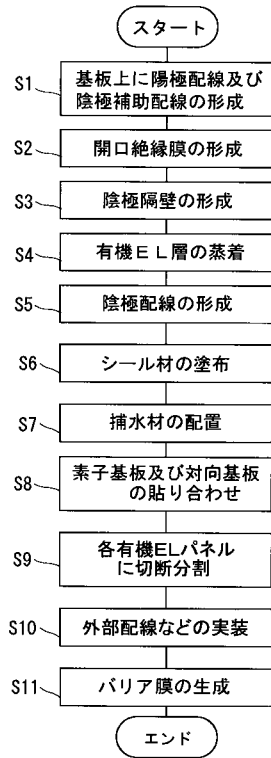 スタート
S1
基板上に陽極配線及び
陰極補助配線の形成
S2
開口絶縁膜の形成
S3
陰極隔壁の形成
S4
有機EL層の蒸着
S5
陰極配線の形成
S6
シール材の塗布
S7
捕水材の配置
S8
素子基板及び対向基板
の貼り合わせ
S9
各有機ELパネル
に切断分割
S10
外部配線などの実装
S11
バリア膜の生成
エンド